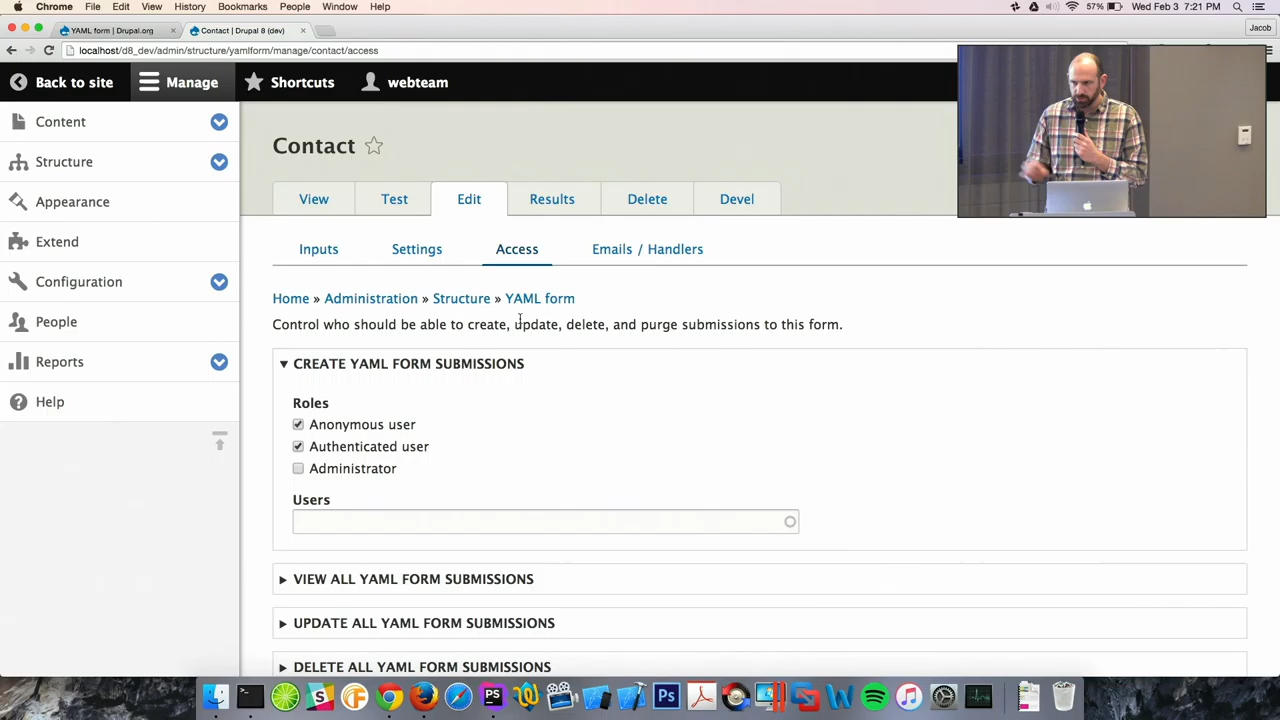 Chrome File Edit View History Bookmarks People Window Help 57% Wed Feb 3 7:21 PM
YAML form | Drupal.org
Contact | Drupal 8 (dev)
Jacob
localhost/d8_dev/admin/structure/yamlform/manage/contact/access
Back to site Manage Shortcuts webteam
Content
Structure
Appearance
Extend
Configuration
People
Reports
Help
Contact
View Test Edit Results Delete Devel
Inputs Settings Access Emails / Handlers
Home » Administration » Structure » YAML form
Control who should be able to create, update, delete, and purge submissions to this form.
CREATE YAML FORM SUBMISSIONS
Roles
Anonymous user
Authenticated user
Administrator
Users
VIEW ALL YAML FORM SUBMISSIONS
UPDATE ALL YAML FORM SUBMISSIONS
DELETE ALL YAML FORM SUBMISSIONS
PS
Ps
W